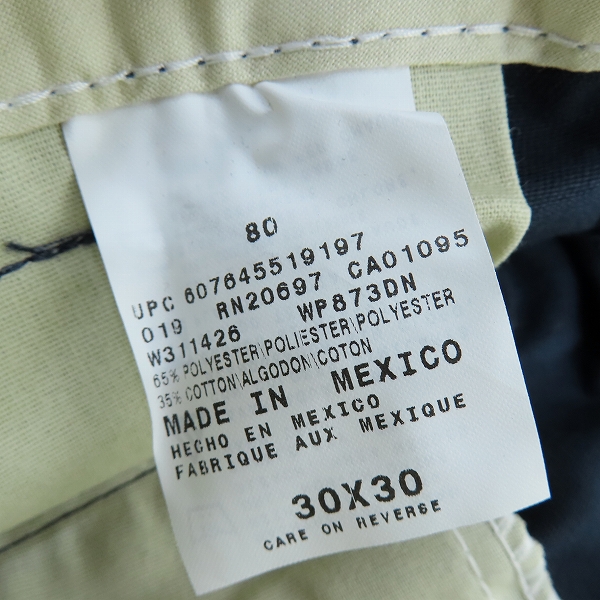 80
UPC 607645519197
019 RN20697 CA01095
W311426 WP873DN
65% POLYESTER\POLIESTER\POLYESTER
35% COTTON\ALGODON\COTON
MADE IN MEXICO
HECHO EN MEXICO
FABRIQUE AUX MEXIQUE
30X30
CARE ON REVERSE